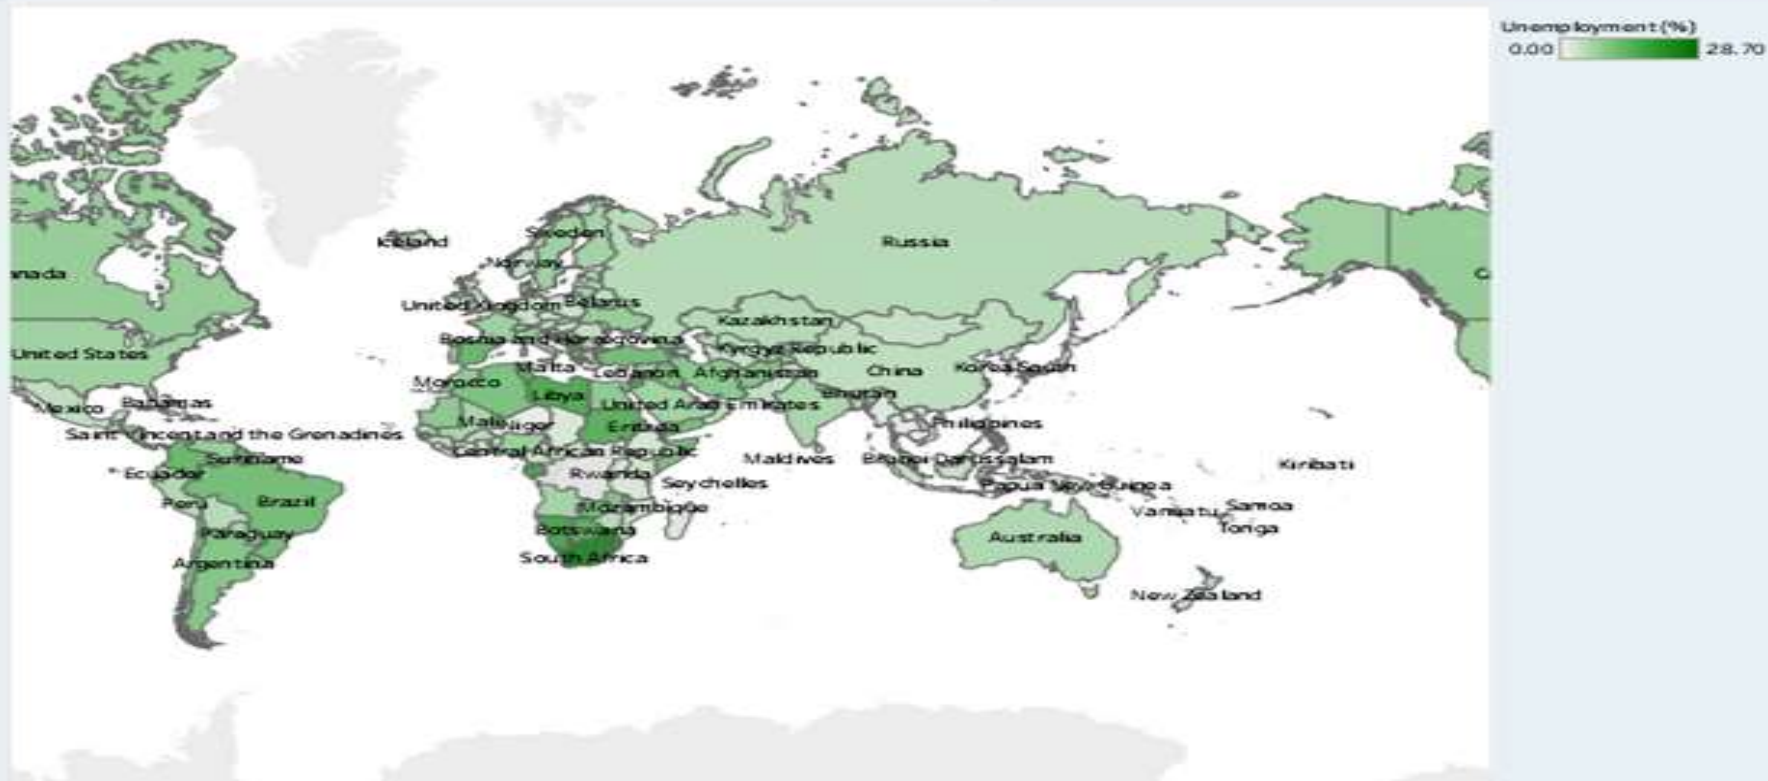 Unemployment (%)
0.00 28.70
Sweden
Iceland
Russia
Norway
anada
C
United Kingdom
Belarus
Kazakhstan
Bosnia and Herzegovina
Kyrgyz Republic
United States
Malta
Lebanon
Afghanistan
China
Korea South
Morocco
Bhutan
Libya
Mexico
Bahamas
United Arab Emirates
Mali
Niger
Eritrea
Philippines
Saint Vincent and the Grenadines
Central African Republic
Suriname
Maldives
Brunei Darussalam
Kiribati
Ecuador
Rwanda
Seychelles
Papua New Guinea
Peru
Brazil
Mozambique
Vanuatu
Samoa
Tonga
Paraguay
Botswana
Australia
South Africa
Argentina
New Zealand